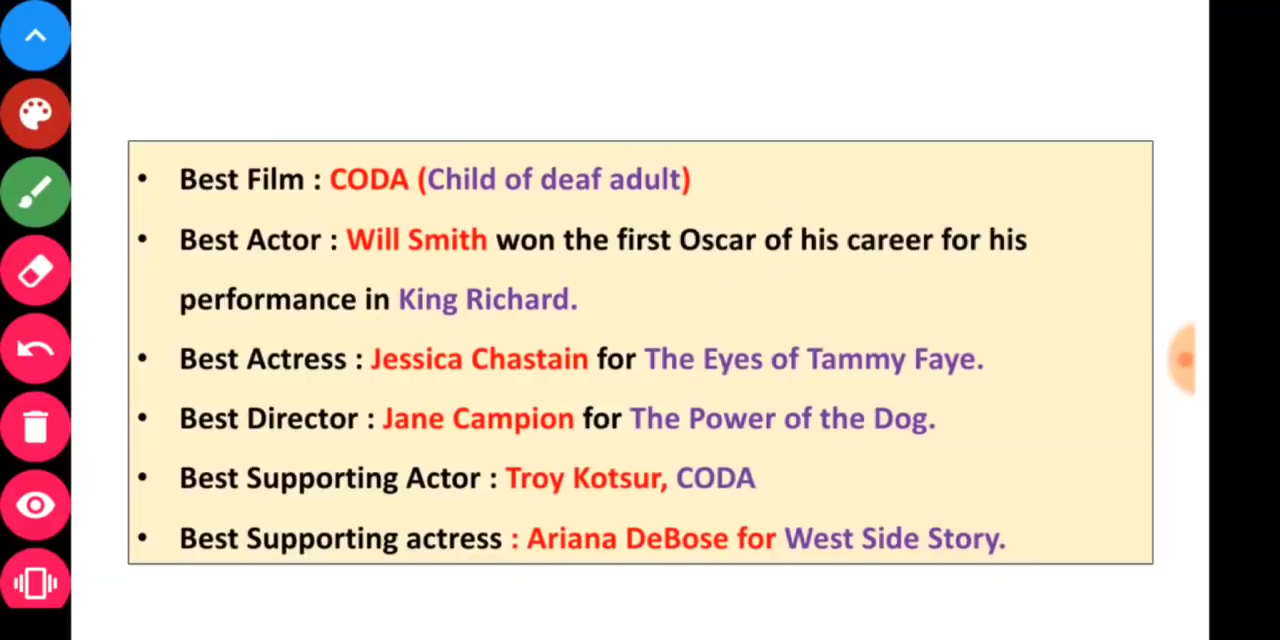 • Best Film : CODA (Child of deaf adult)
• Best Actor : Will Smith won the first Oscar of his career for his
performance in King Richard.
• Best Actress : Jessica Chastain for The Eyes of Tammy Faye.
• Best Director : Jane Campion for The Power of the Dog.
• Best Supporting Actor : Troy Kotsur, CODA
• Best Supporting actress : Ariana DeBose for West Side Story.